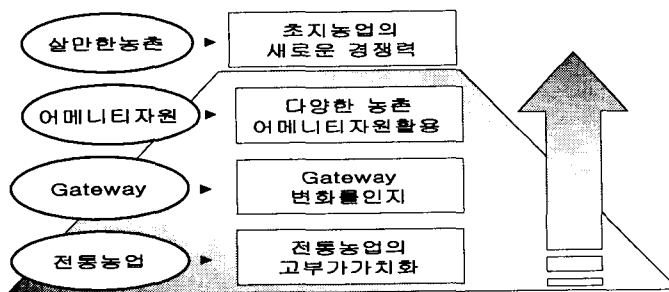 살만한농촌
초지농업의
새로운 경쟁력
어메니티자원
다양한 농촌
어메니티자원활용
Gateway
Gateway
변화를인지
전통농업
전통농업의
고부가가치화